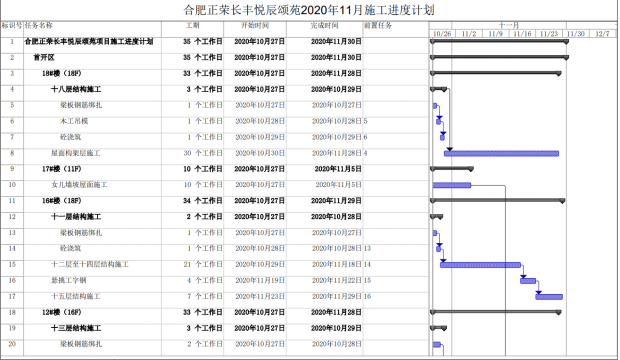 合肥正荣长丰悦辰颂苑2020年11月施工进度计划
标识号 任务名称 工期 开始时间 完成时间 前置任务 十一月
10/26 11/2 11/9 11/16 11/23 11/30 12/7
1 合肥正荣长丰悦辰颂苑项目施工进度计划 35 个工作日 2020年10月27日 2020年11月30日
2 首开区 35 个工作日 2020年10月27日 2020年11月30日
3 18#楼（18F） 33 个工作日 2020年10月27日 2020年11月28日
4 十八层结构施工 3 个工作日 2020年10月27日 2020年10月29日
5 梁板钢筋绑扎 1 个工作日 2020年10月27日 2020年10月27日
6 木工吊模 1 个工作日 2020年10月28日 2020年10月28日 5
7 砼浇筑 1 个工作日 2020年10月29日 2020年10月29日 6
8 屋面构架层施工 30 个工作日 2020年10月30日 2020年11月28日 4
9 17#楼（11F） 10 个工作日 2020年10月27日 2020年11月5日
10 女儿墙坡屋面施工 10 个工作日 2020年10月27日 2020年11月5日
11 16#楼（18F） 34 个工作日 2020年10月27日 2020年11月29日
12 十一层结构施工 2 个工作日 2020年10月27日 2020年10月28日
13 梁板钢筋绑扎 1 个工作日 2020年10月27日 2020年10月27日
14 砼浇筑 1 个工作日 2020年10月28日 2020年10月28日 13
15 十二层至十四层结构施工 21 个工作日 2020年10月29日 2020年11月18日 14
16 悬挑工字钢 4 个工作日 2020年11月19日 2020年11月22日 15
17 十五层结构施工 7 个工作日 2020年11月23日 2020年11月29日 16
18 12#楼（16F） 33 个工作日 2020年10月27日 2020年11月28日
19 十三层结构施工 3 个工作日 2020年10月27日 2020年10月29日
20 梁板钢筋绑扎 2 个工作日 2020年10月27日 2020年10月28日